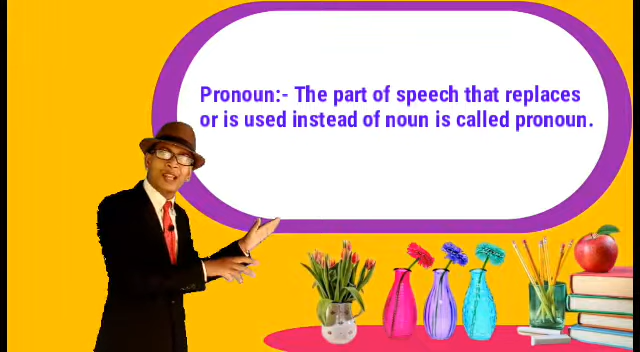 Pronoun:- The part of speech that replaces
or is used instead of noun is called pronoun.